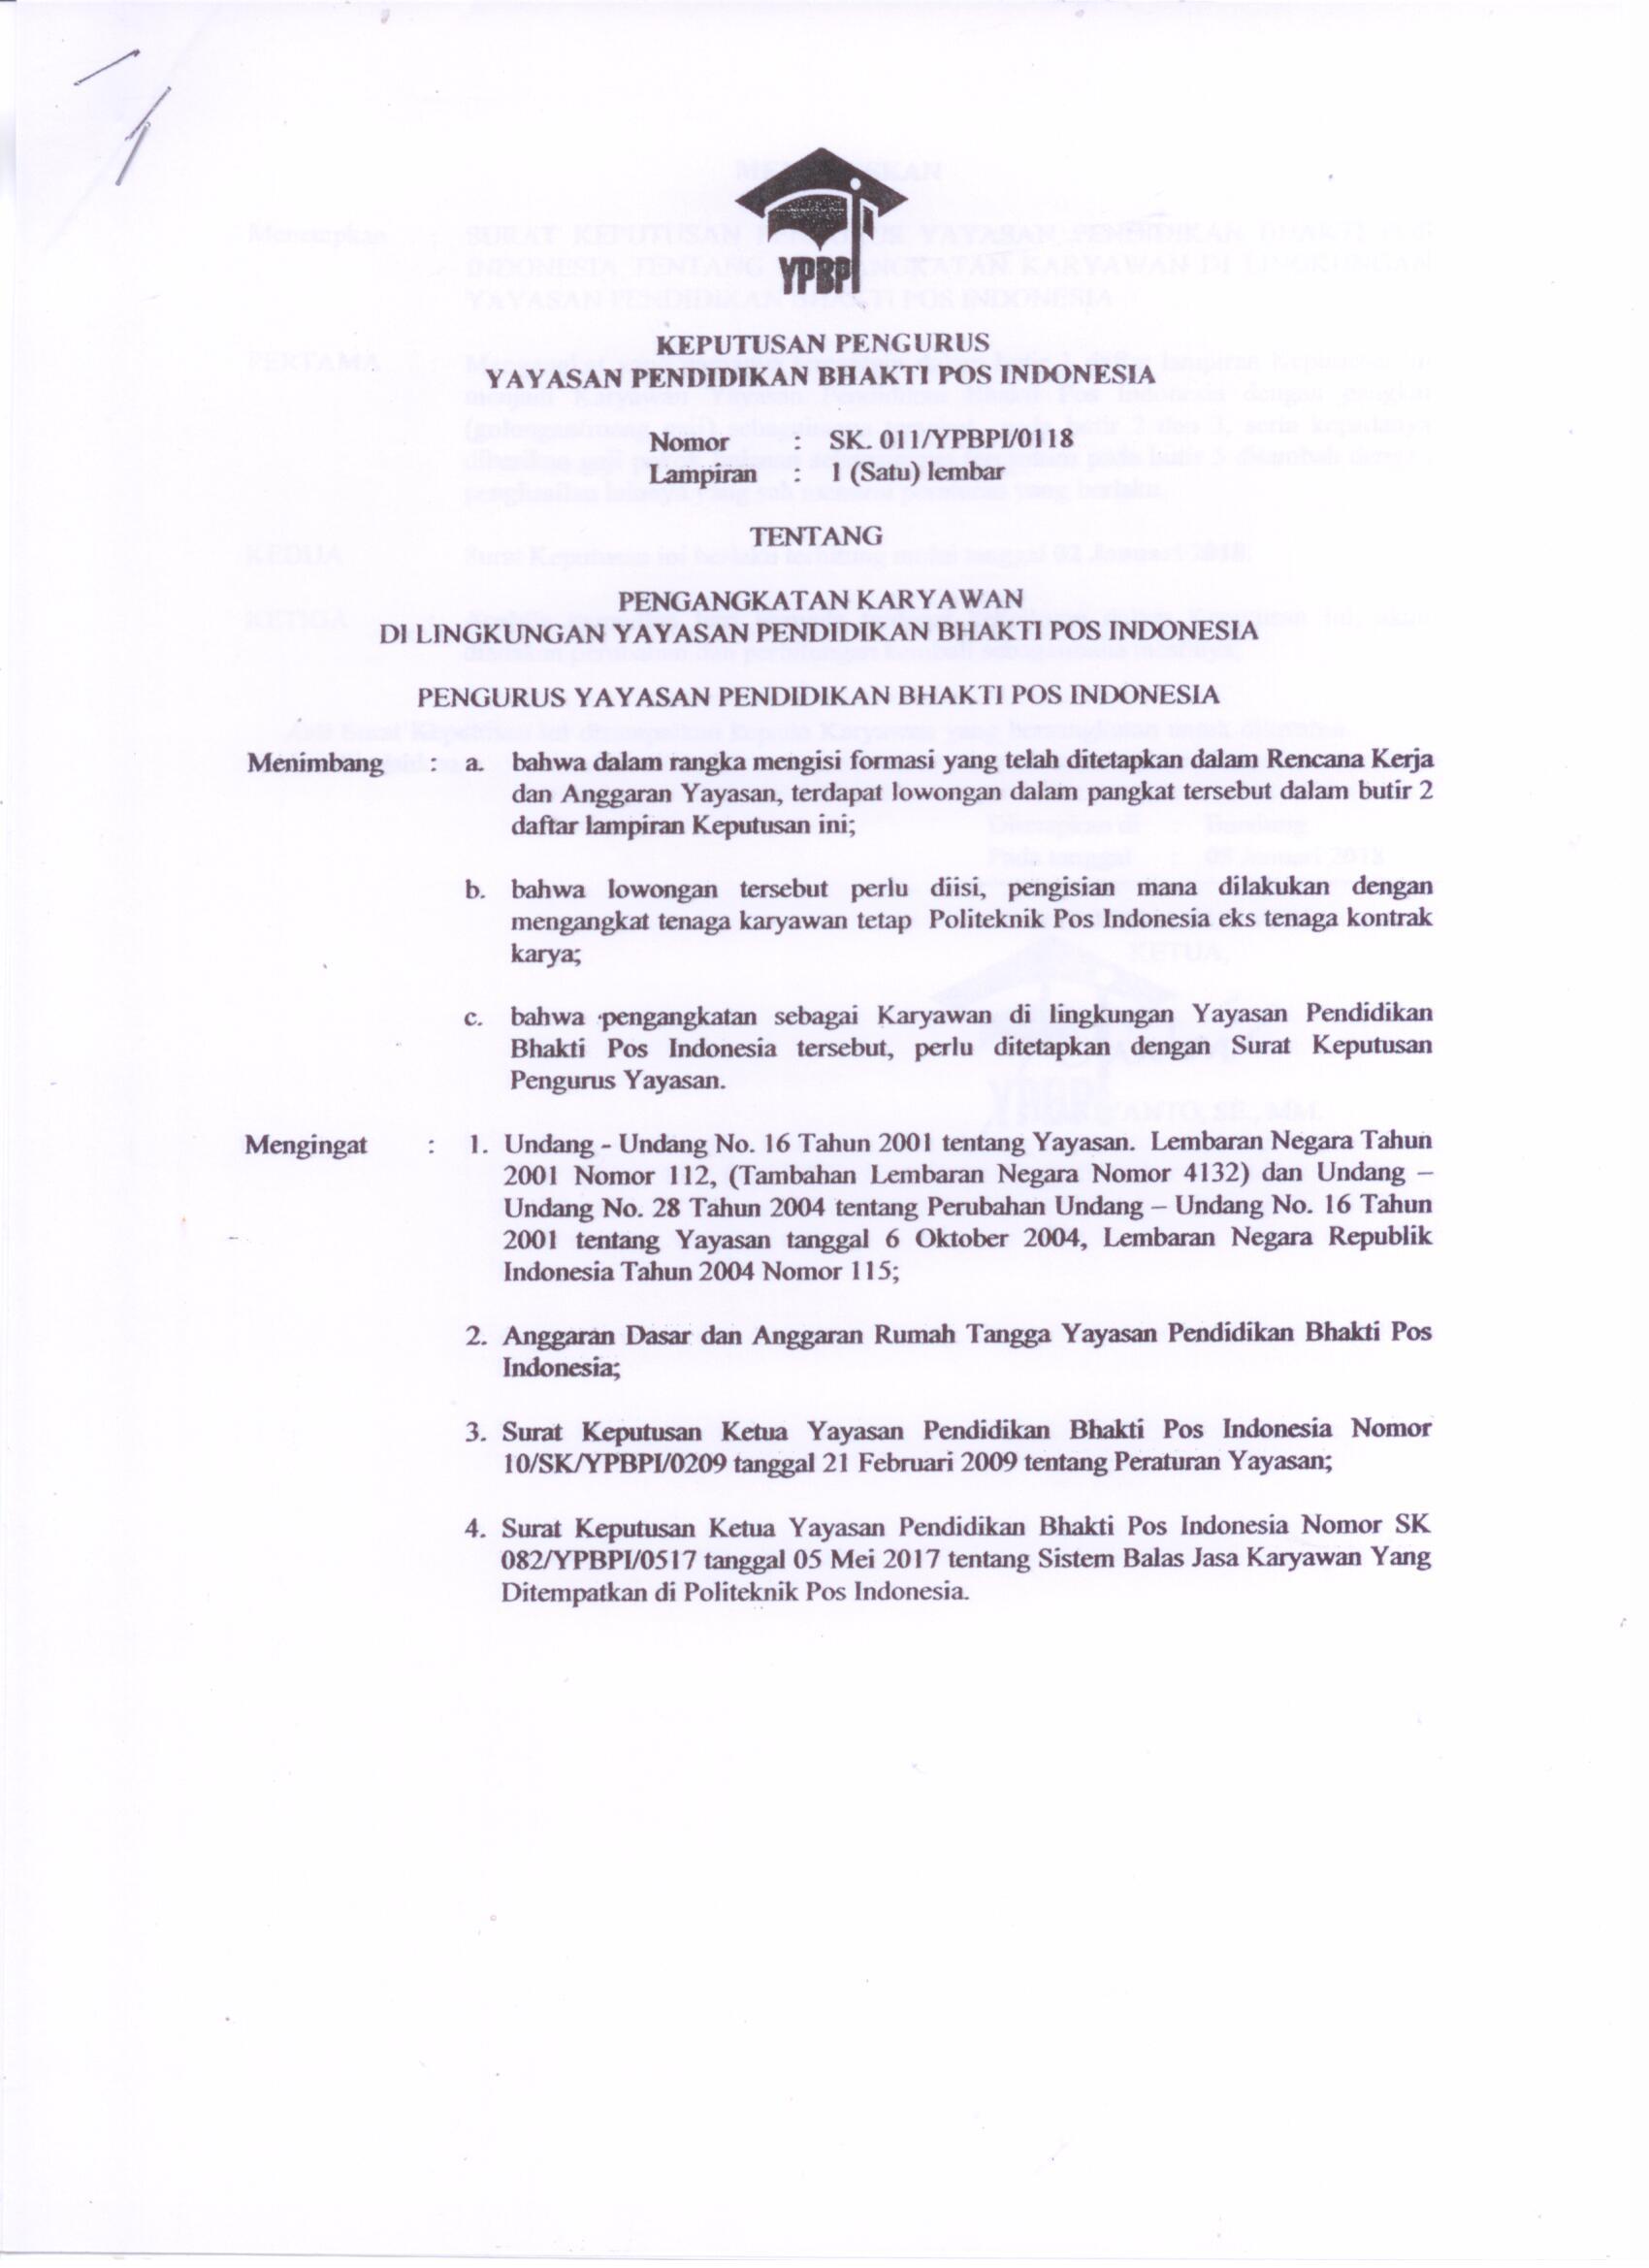 YPBPI
KEPUTUSAN PENGURUS
YAYASAN PENDIDIKAN BHAKTI POS INDONESIA
Nomor : SK. 011/YPBPI/0118
Lampiran : 1 (Satu) lembar
TENTANG
PENGANGKATAN KARYAWAN
DI LINGKUNGAN YAYASAN PENDIDIKAN BHAKTI POS INDONESIA
PENGURUS YAYASAN PENDIDIKAN BHAKTI POS INDONESIA
Menimbang : a. bahwa dalam rangka mengisi formasi yang telah ditetapkan dalam Rencana Kerja
dan Anggaran Yayasan, terdapat lowongan dalam pangkat tersebut dalam butir 2
daftar lampiran Keputusan ini;
b. bahwa lowongan tersebut perlu diisi, pengisian mana dilakukan dengan
mengangkat tenaga karyawan tetap Politeknik Pos Indonesia eks tenaga kontrak
karya;
c. bahwa pengangkatan sebagai Karyawan di lingkungan Yayasan Pendidikan
Bhakti Pos Indonesia tersebut, perlu ditetapkan dengan Surat Keputusan
Pengurus Yayasan.
Mengingat : 1. Undang - Undang No. 16 Tahun 2001 tentang Yayasan. Lembaran Negara Tahun
2001 Nomor 112, (Tambahan Lembaran Negara Nomor 4132) dan Undang –
Undang No. 28 Tahun 2004 tentang Perubahan Undang – Undang No. 16 Tahun
2001 tentang Yayasan tanggal 6 Oktober 2004, Lembaran Negara Republik
Indonesia Tahun 2004 Nomor 115;
2. Anggaran Dasar dan Anggaran Rumah Tangga Yayasan Pendidikan Bhakti Pos
Indonesia;
3. Surat Keputusan Ketua Yayasan Pendidikan Bhakti Pos Indonesia Nomor
10/SK/YPBPI/0209 tanggal 21 Februari 2009 tentang Peraturan Yayasan;
4. Surat Keputusan Ketua Yayasan Pendidikan Bhakti Pos Indonesia Nomor SK
082/YPBPI/0517 tanggal 05 Mei 2017 tentang Sistem Balas Jasa Karyawan Yang
Ditempatkan di Politeknik Pos Indonesia.